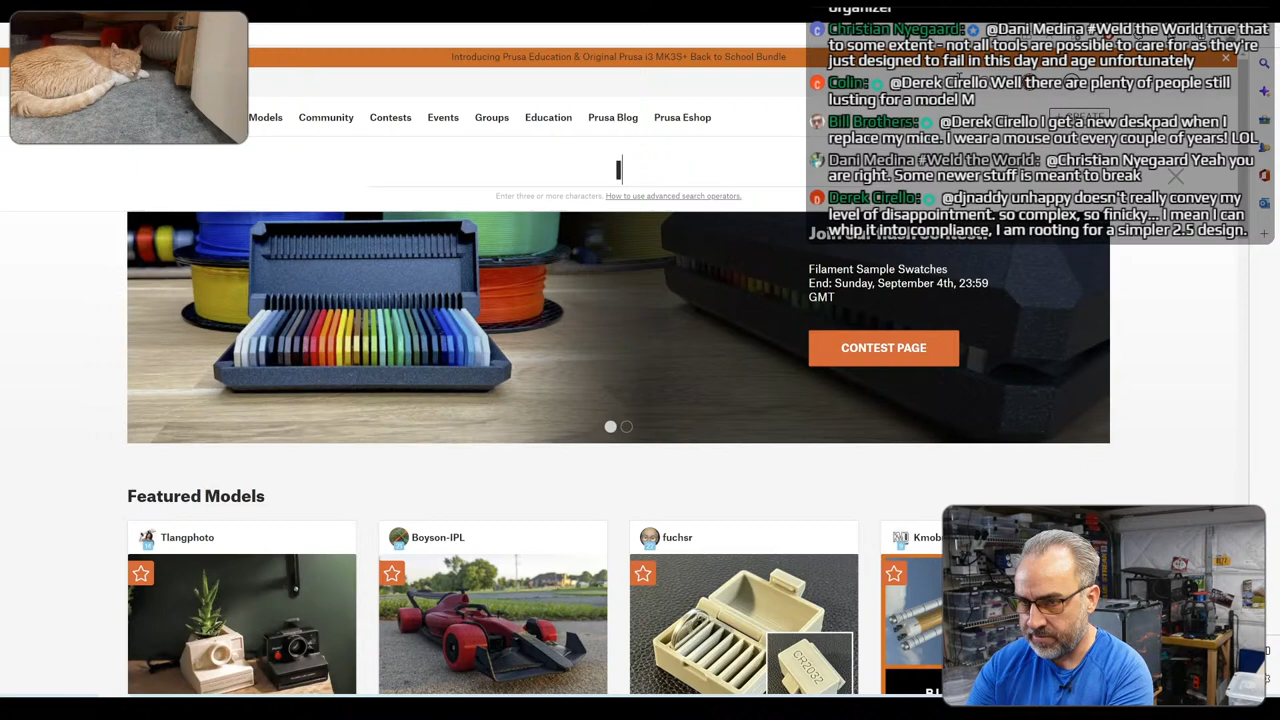 organizer
Christian Nyegaard: @Dani Medina #Weld the World true that
to some extent - not all tools are possible to care for as they're
just designed to fail in this day and age unfortunately
Colin: @Derek Cirello Well there are plenty of people still
lusting for a model M
Bill Brothers: @Derek Cirello I get a new deskpad when I
replace my mice. I wear a mouse out every couple of years! LOL
Dani Medina #Weld the World: @Christian Nyegaard Yeah you
are right. Some newer stuff is meant to break
Derek Cirello: @djnaddy unhappy doesn't really convey my
level of disappointment. so complex, so finicky... I mean I can
whip it into compliance, I am rooting for a simpler 2.5 design.
Introducing Prusa Education & Original Prusa i3 MK3S+ Back to School Bundle
Models Community Contests Events Groups Education Prusa Blog Prusa Eshop
+ CREATE
Enter three or more characters. How to use advanced search operators.
Join our flash contest!
Filament Sample Swatches
End: Sunday, September 4th, 23:59
GMT
CONTEST PAGE
Featured Models
Tlangphoto
Boyson-IPL
fuchsr
Kmobs
CR2032